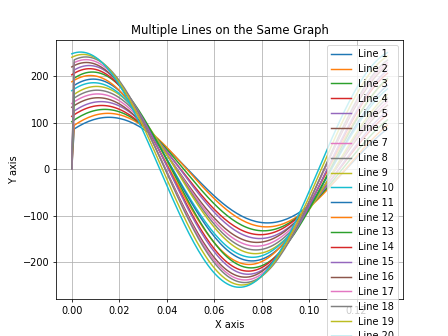 Multiple Lines on the Same Graph
Y axis
200
100
0
−100
−200
0.00
0.02
0.04
0.06
0.08
0.10
X axis
Line 1
Line 2
Line 3
Line 4
Line 5
Line 6
Line 7
Line 8
Line 9
Line 10
Line 11
Line 12
Line 13
Line 14
Line 15
Line 16
Line 17
Line 18
Line 19
Line 20